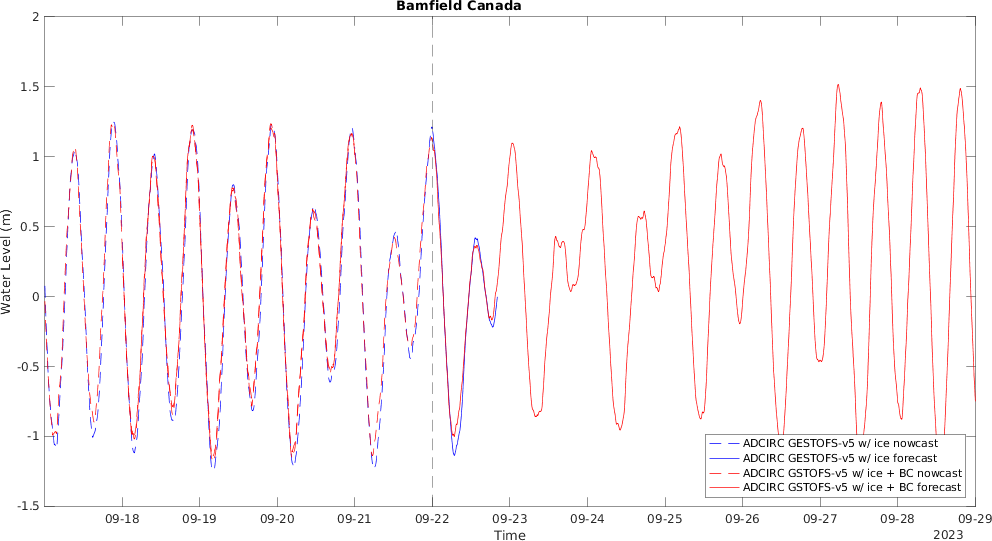 Bamfield Canada
2
1.5
1
0.5
0
-0.5
-1
-1.5
Water Level (m)
09-18 09-19 09-20 09-21 09-22 09-23 09-24 09-25 09-26 09-27 09-28 09-29
Time
2023
ADCIRC GESTOFS-v5 w/ ice nowcast
ADCIRC GESTOFS-v5 w/ ice forecast
ADCIRC GSTOFS-v5 w/ ice + BC nowcast
ADCIRC GSTOFS-v5 w/ ice + BC forecast